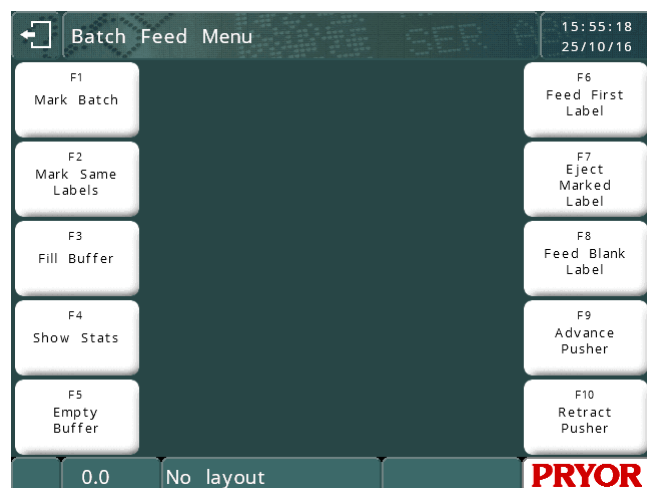 Batch Feed Menu
15:55:18
25/10/16
F1
Mark Batch
F2
Mark Same
Labels
F3
Fill Buffer
F4
Show Stats
F5
Empty
Buffer
F6
Feed First
Label
F7
Eject
Marked
Label
F8
Feed Blank
Label
F9
Advance
Pusher
F10
Retract
Pusher
0.0
No layout
PRYOR